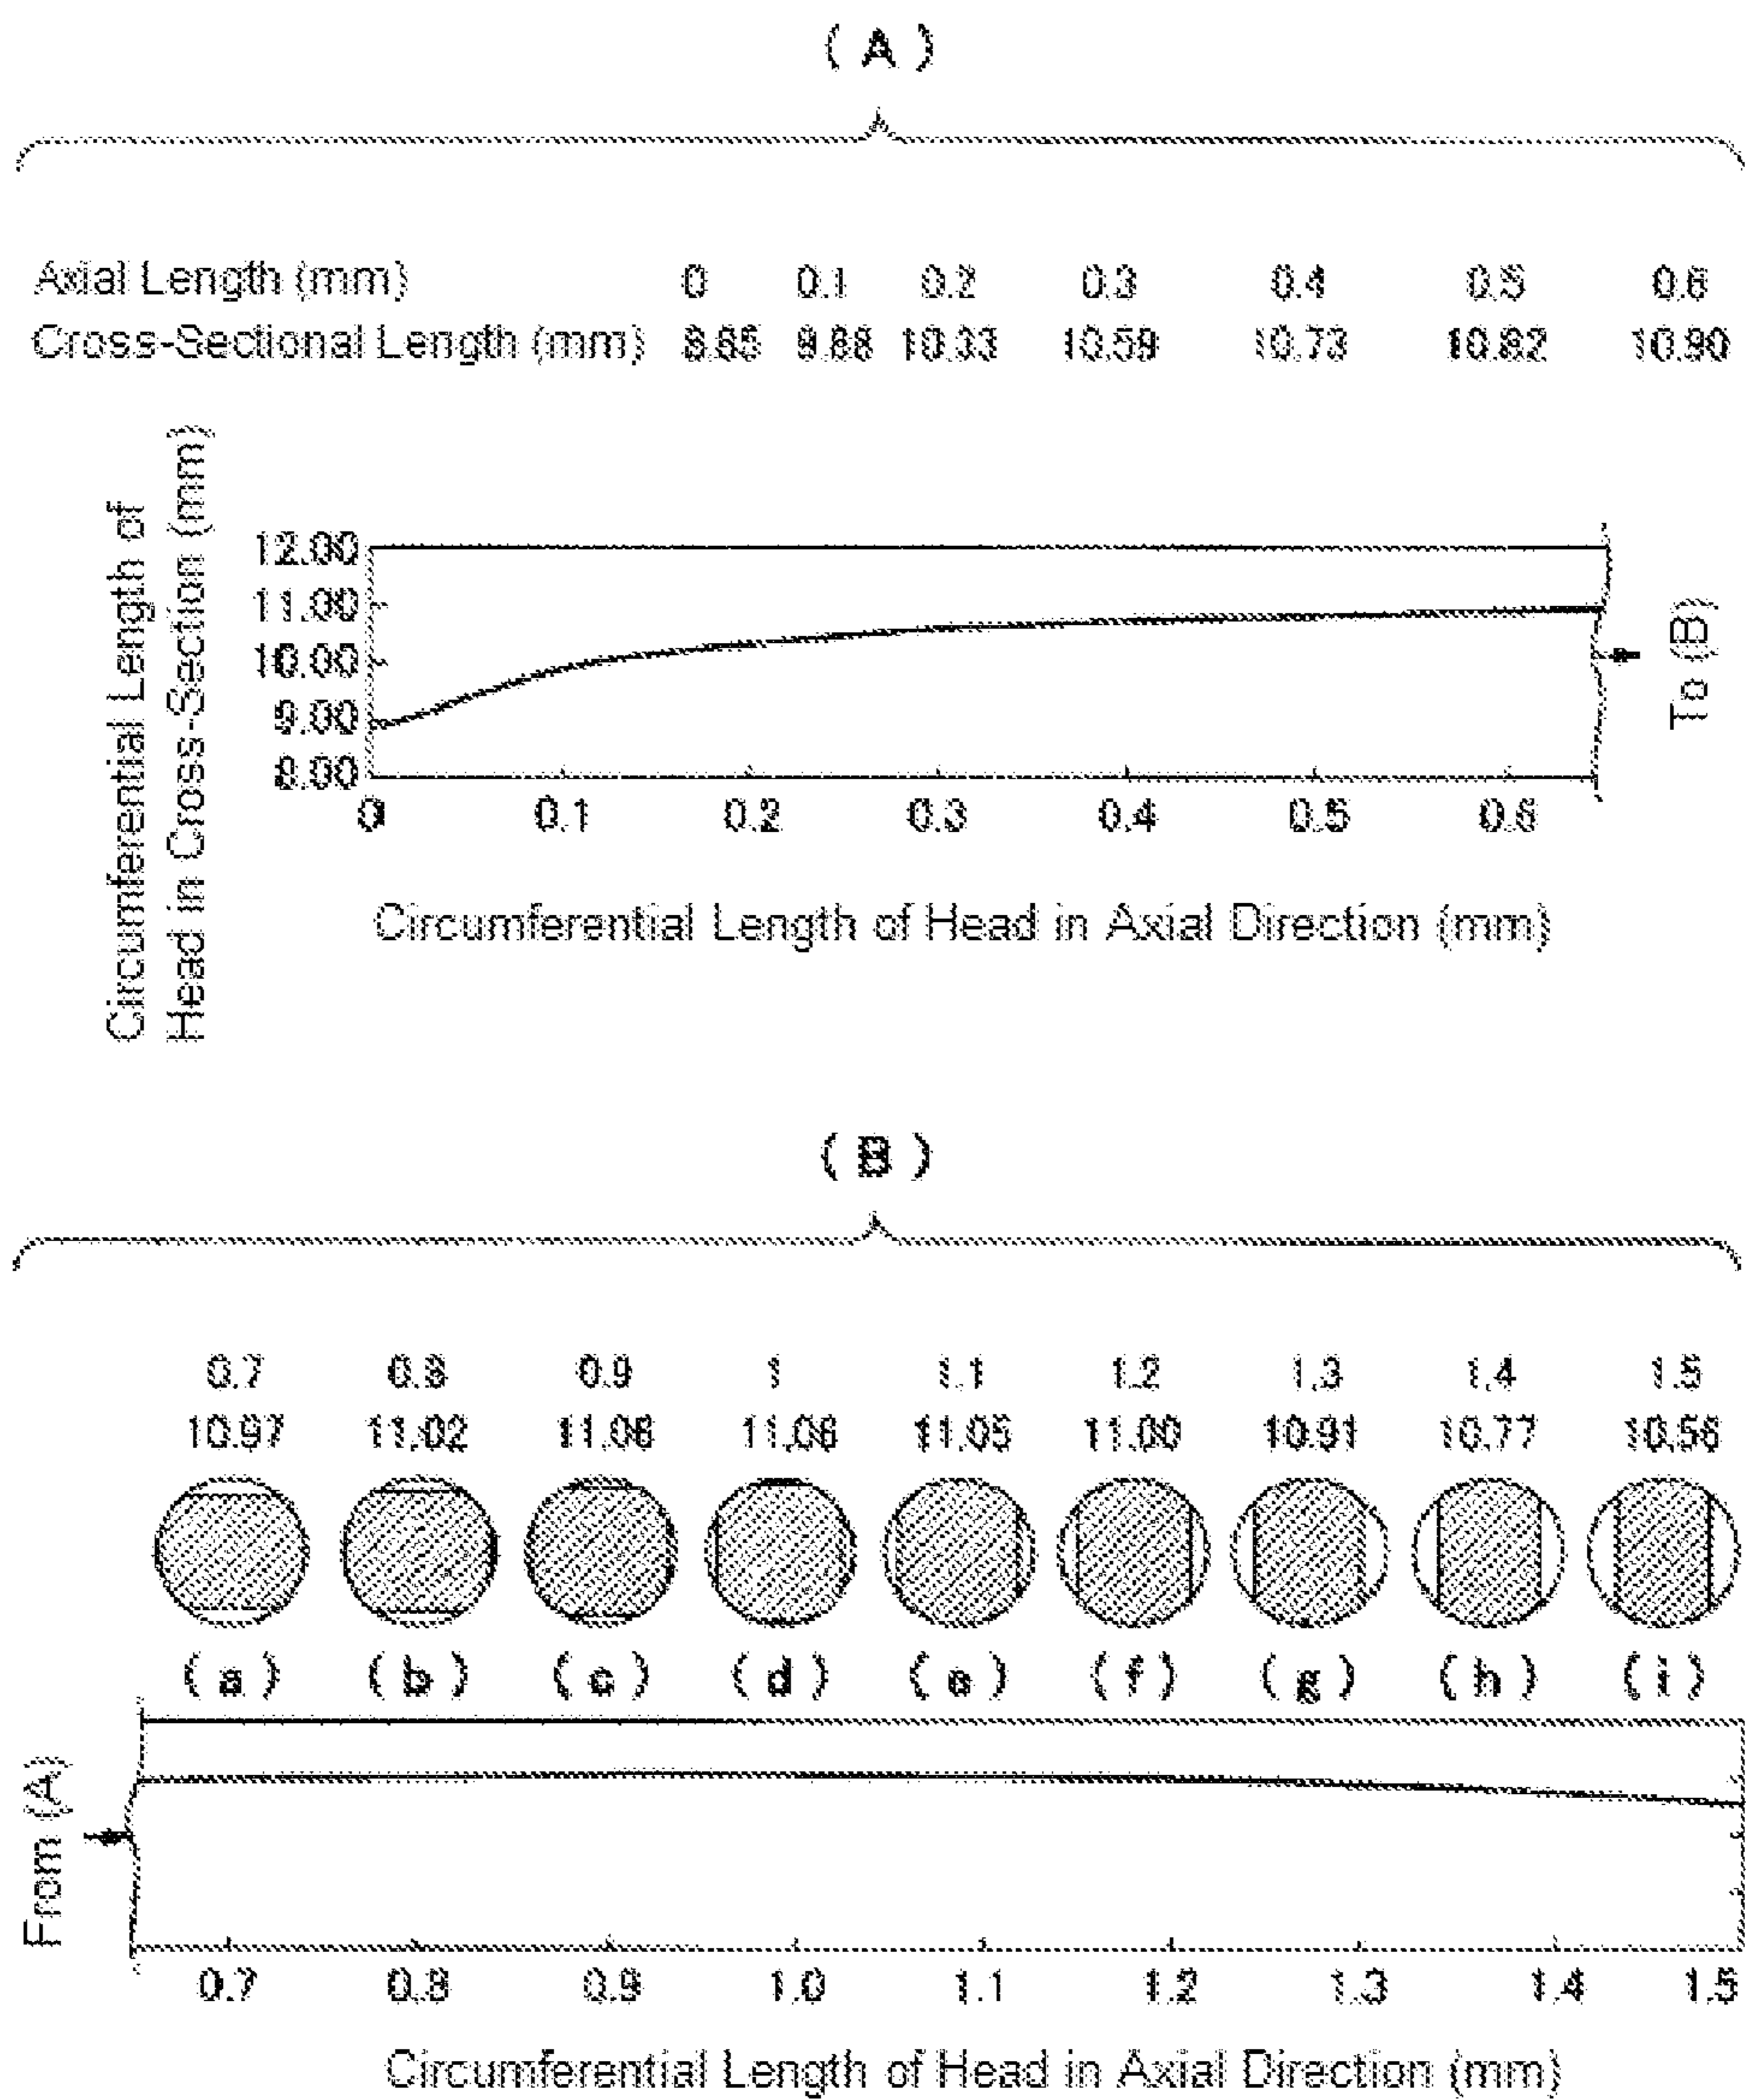 ( A )
Axial Length (mm) 0 0.1 0.2 0.3 0.4 0.5 0.6
Cross-Sectional Length (mm) 8.85 9.88 10.33 10.59 10.73 10.82 10.90
Circumferential Length of
Head in Cross-Section (mm)
12.00
11.00
10.00
9.00
8.00
0 0.1 0.2 0.3 0.4 0.5 0.6
To (B)
Circumferential Length of Head in Axial Direction (mm)
( B )
0.7 0.8 0.9 1 1.1 1.2 1.3 1.4 1.5
10.97 11.02 11.06 11.06 11.05 11.00 10.91 10.77 10.56
(a) (b) (c) (d) (e) (f) (g) (h) (i)
From (A)
0.7 0.8 0.9 1.0 1.1 1.2 1.3 1.4 1.5
Circumferential Length of Head in Axial Direction (mm)